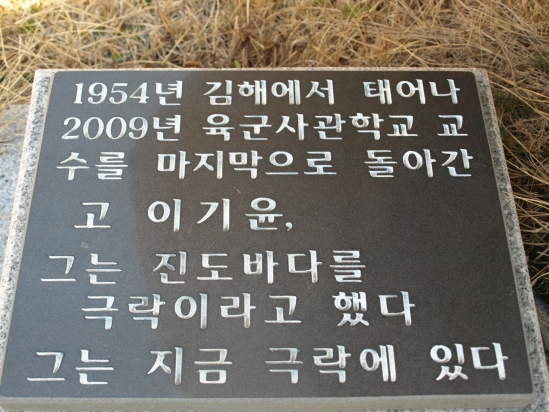 1954년 김해에서 태어나
2009년 육군사관학교 교
수를 마지막으로 돌아간
고 이기윤,
그는 진도바다를
극락이라고 했다
그는 지금 극락에 있다